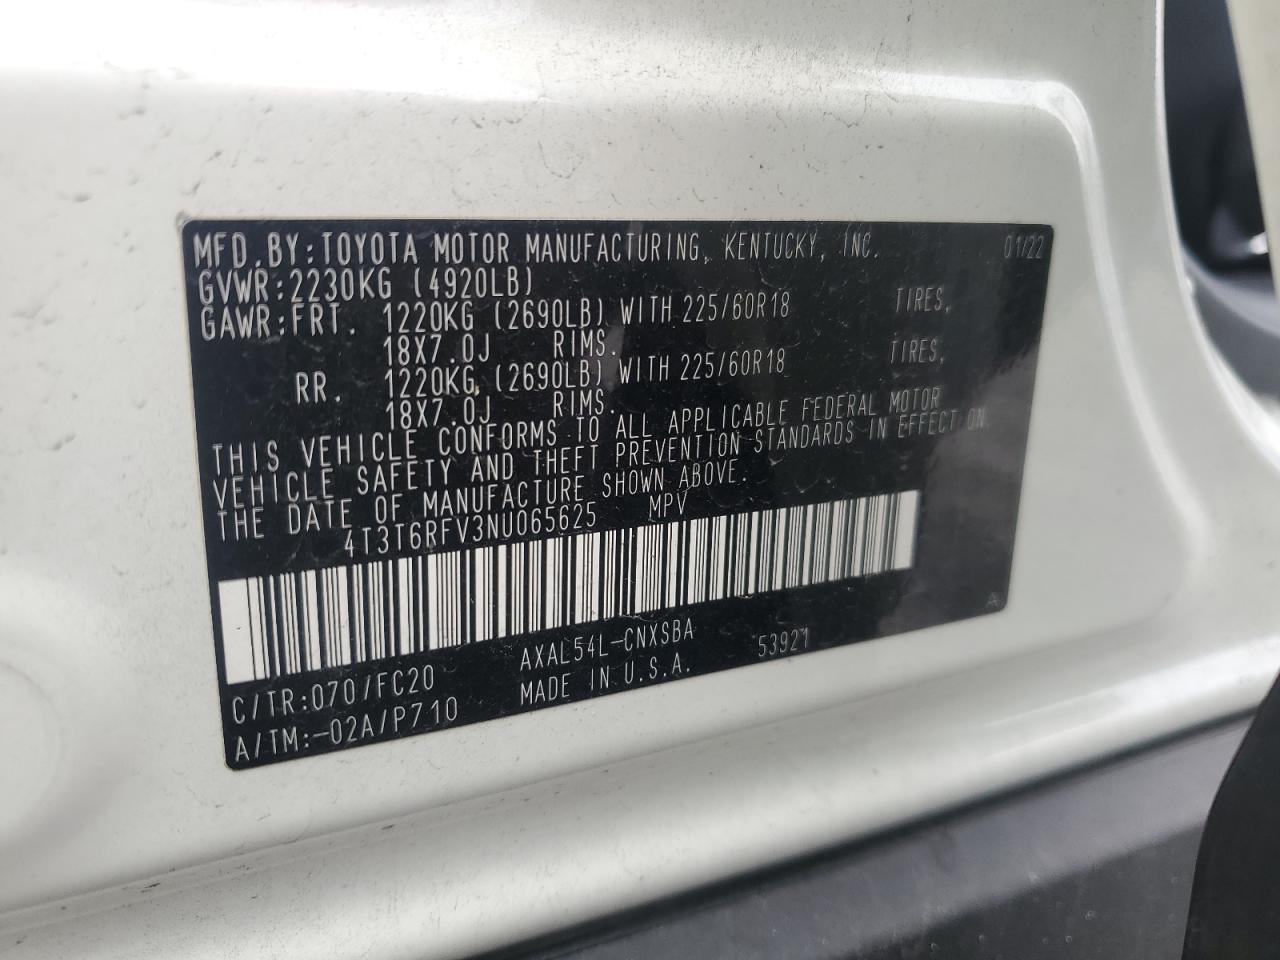 MFD.BY:TOYOTA MOTOR MANUFACTURING, KENTUCKY, INC. 01/22
GVWR:2230KG (4920LB)
GAWR:FRT. 1220KG (2690LB) WITH 225/60R18 TIRES,
18X7.0J RIMS.
RR. 1220KG (2690LB) WITH 225/60R18 TIRES,
18X7.0J RIMS.
THIS VEHICLE CONFORMS TO ALL APPLICABLE FEDERAL MOTOR
VEHICLE SAFETY AND THEFT PREVENTION STANDARDS IN EFFECT ON
THE DATE OF MANUFACTURE SHOWN ABOVE.
4T3T6RFV3NU065625 MPV
C/TR:070/FC20 AXAL54L-CNXSBA 53921 A
A/TM:-02A/P710 MADE IN U.S.A.